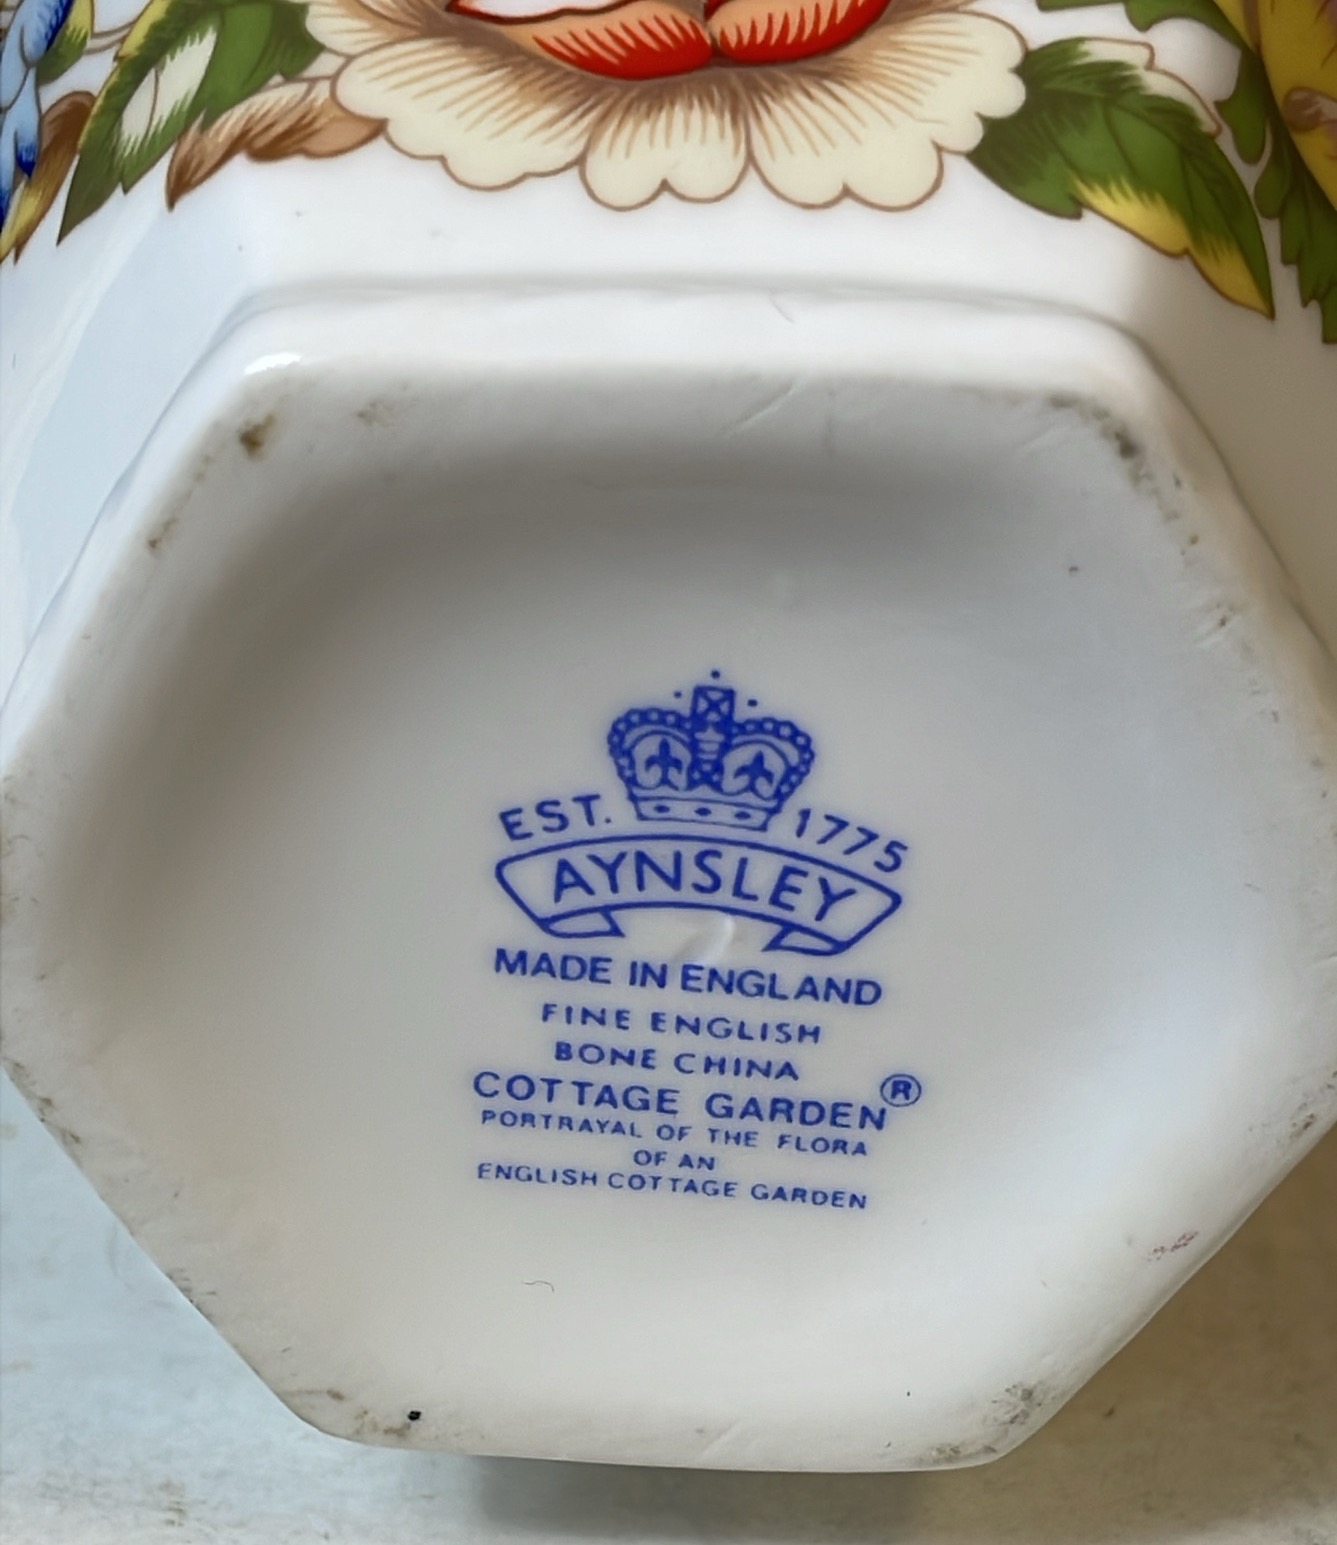 EST. 1775
AYNSLEY
MADE IN ENGLAND
FINE ENGLISH
BONE CHINA
COTTAGE GARDEN®
PORTRAYAL OF THE FLORA
OF AN
ENGLISH COTTAGE GARDEN